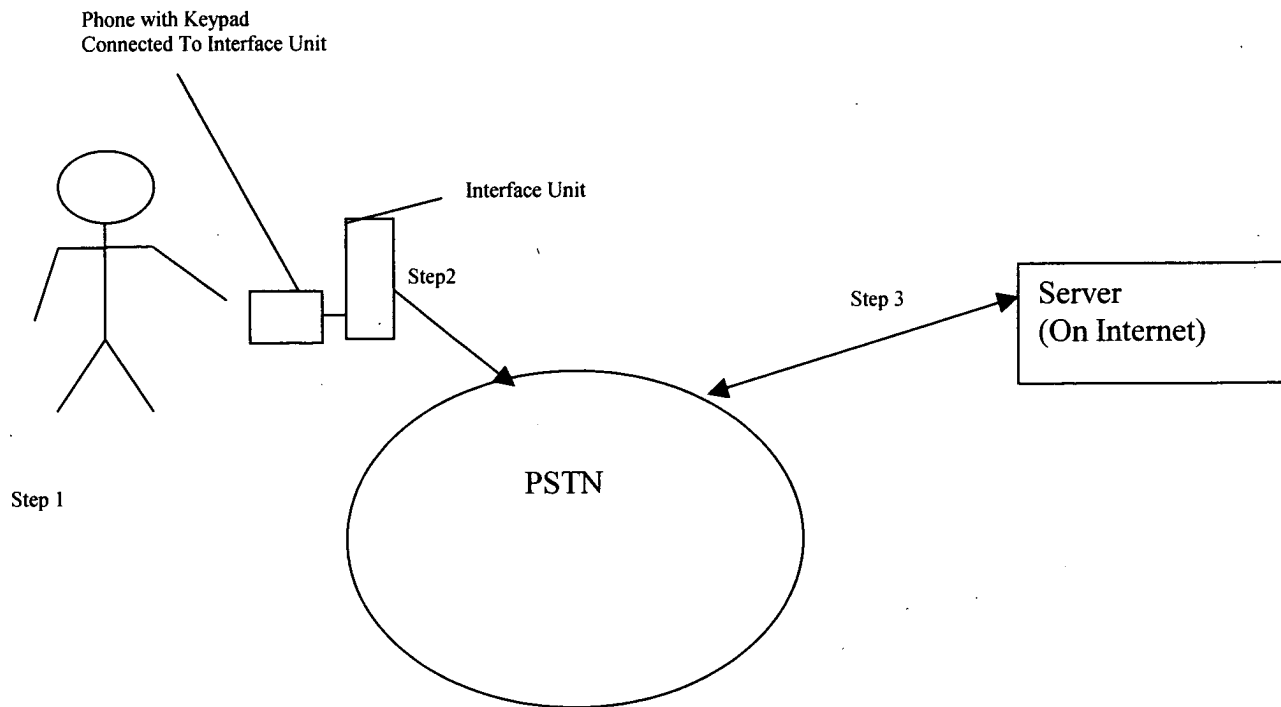 Phone with Keypad
Connected To Interface Unit
Interface Unit
Step2
Step 3
Server
(On Internet)
PSTN
Step 1